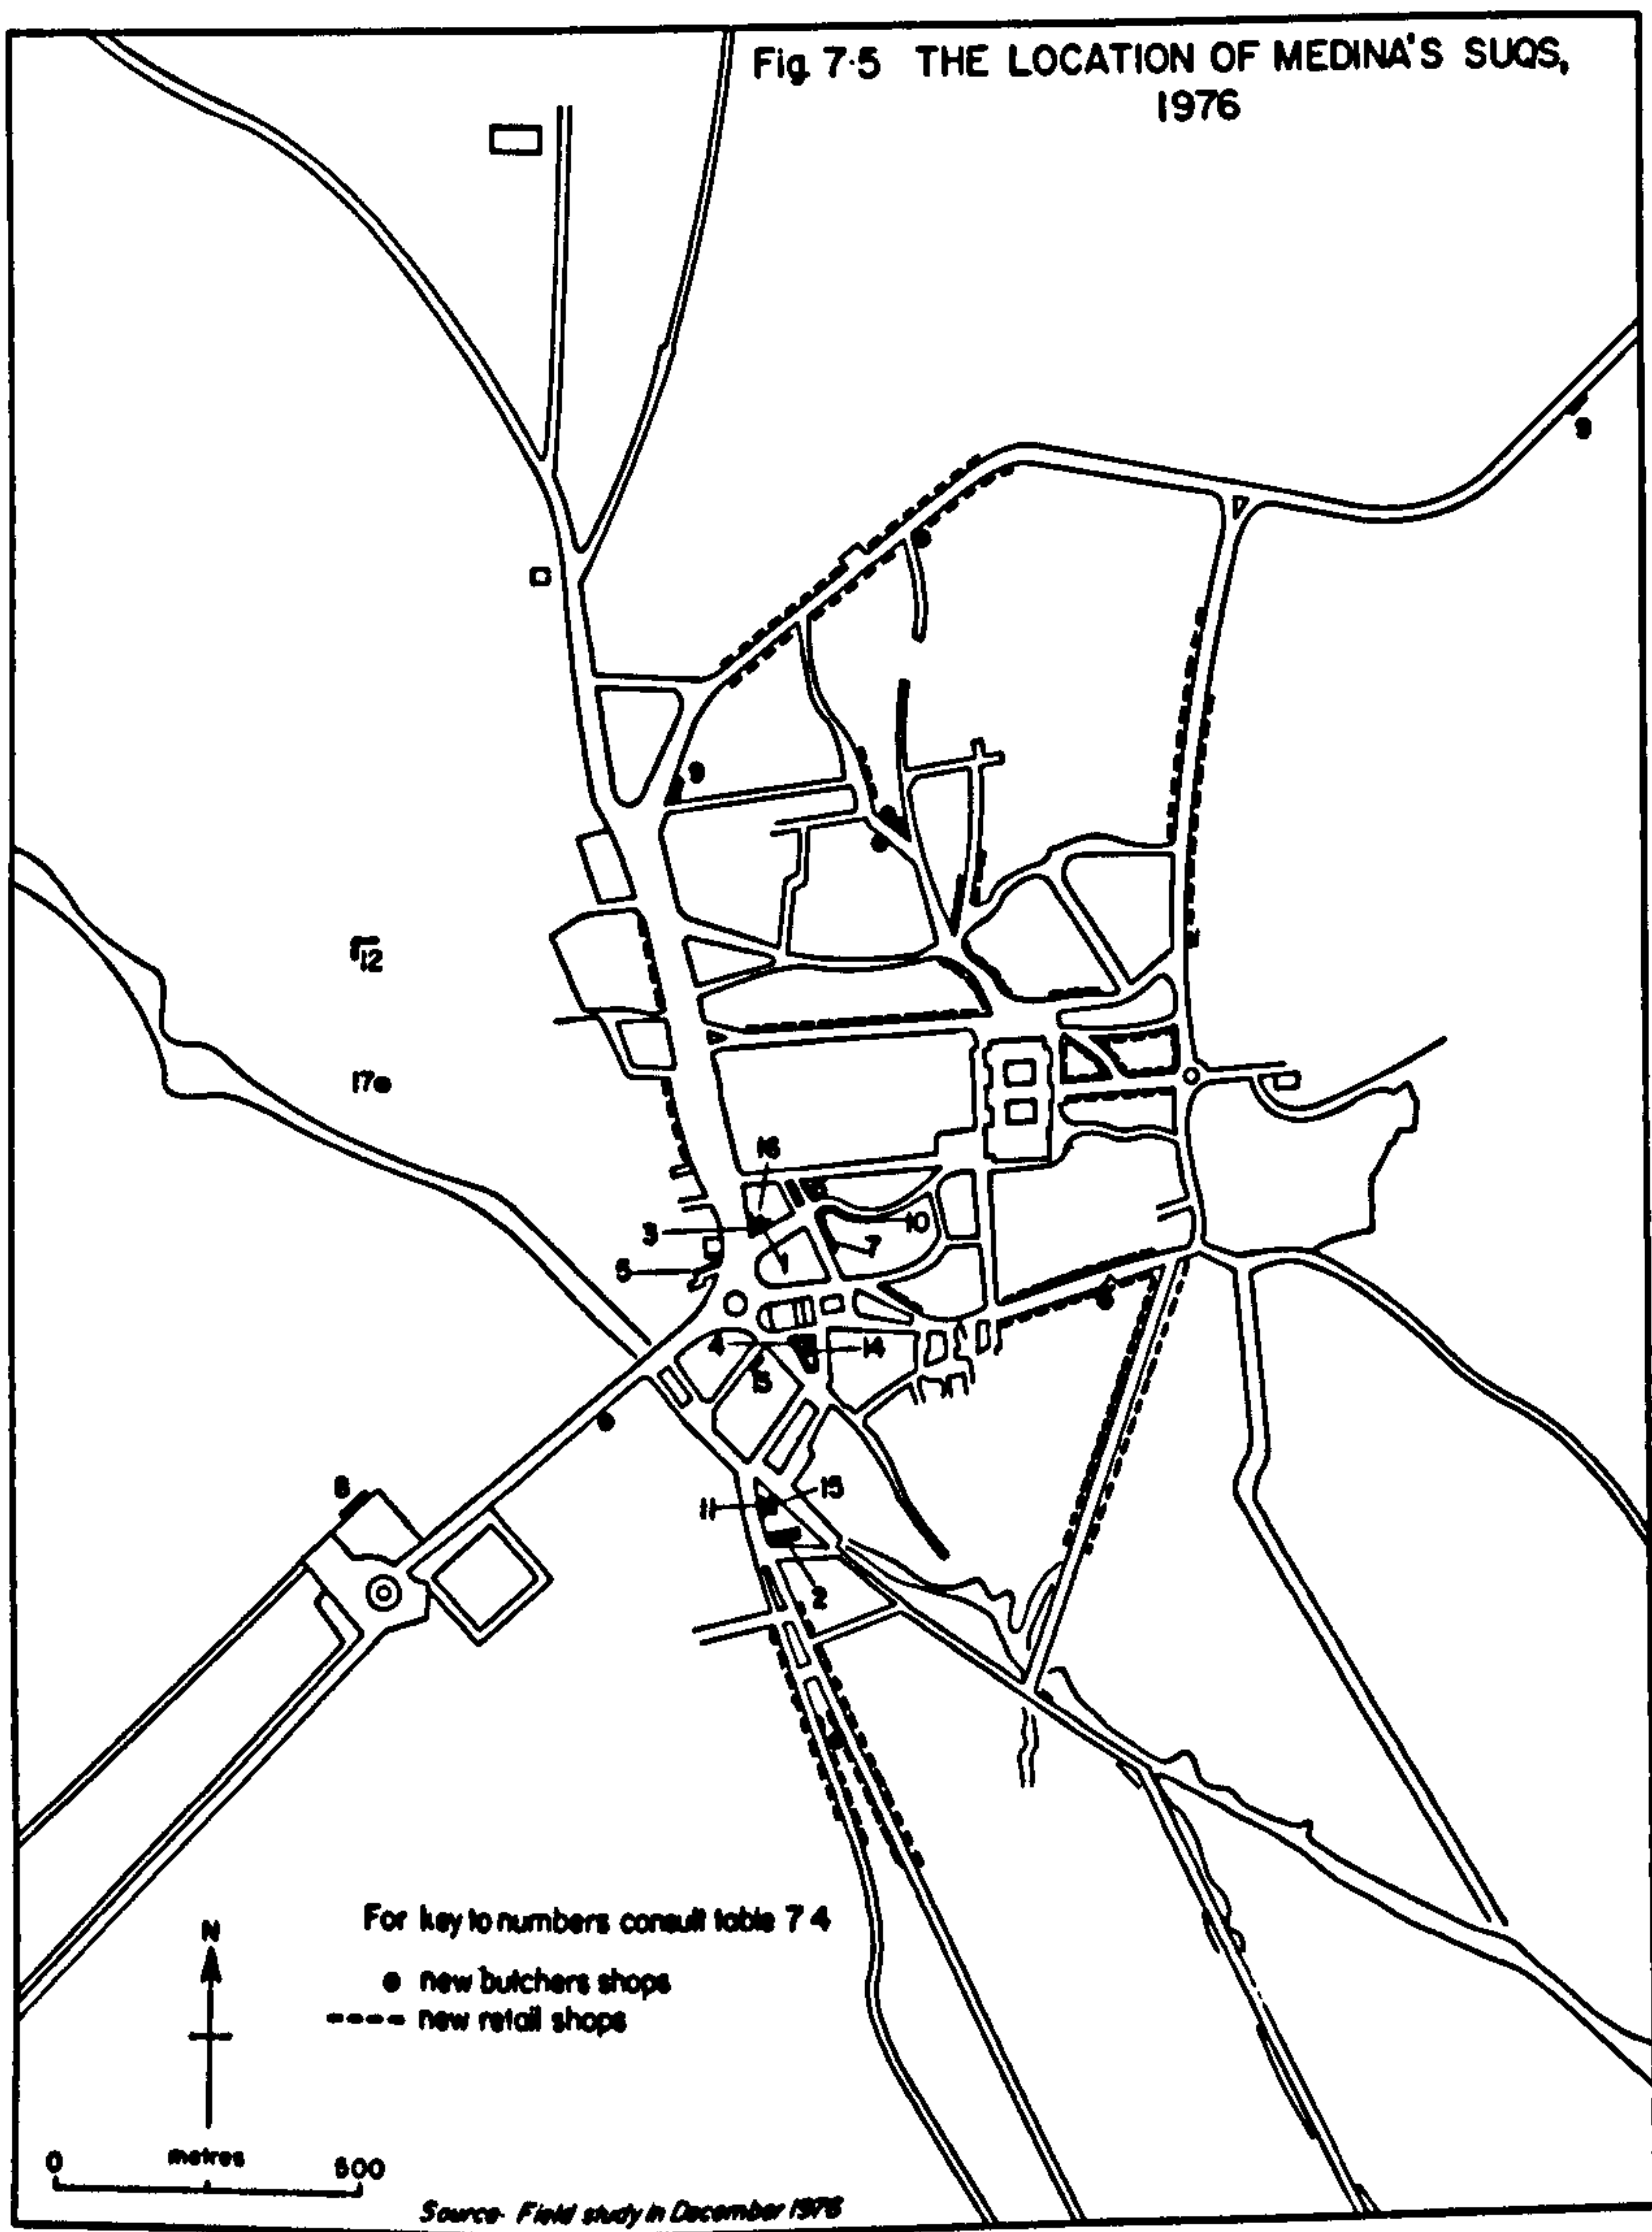 Fig. 7·5 THE LOCATION OF MEDINA'S SUQS,
1976
9
9
12
17
16
3
10
7
1
5
4
14
13
8
11
15
2
For key to numbers consult table 7 4
new butchers shops
new retail shops
N
0
metres
500
Source- Field study in December 1976